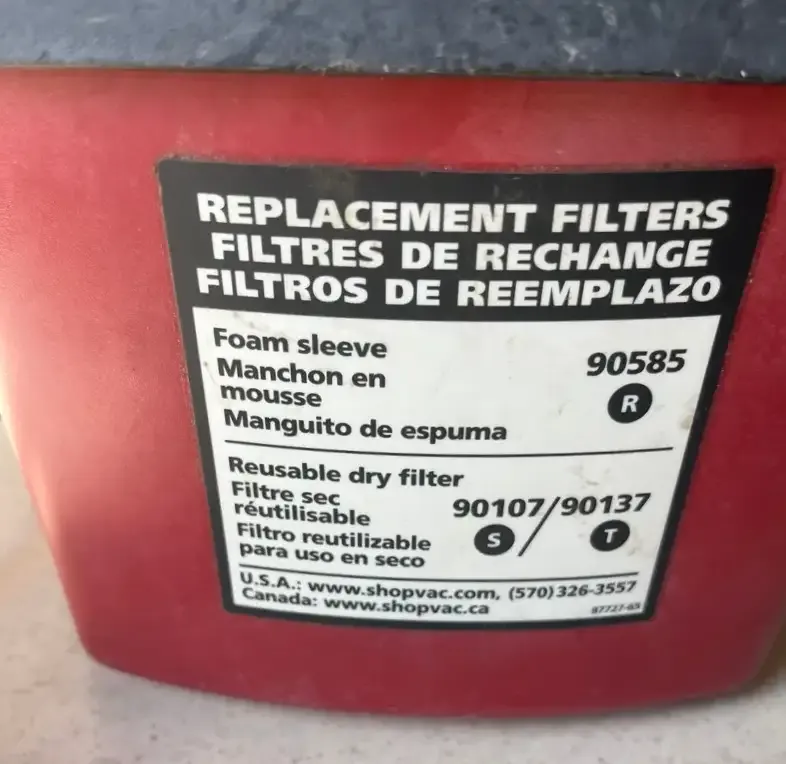 REPLACEMENT FILTERS
FILTRES DE RECHANGE
FILTROS DE REEMPLAZO
Foam sleeve
Manchon en
mousse
Manguito de espuma
90585
R
Reusable dry filter
Filtre sec
réutilisable
Filtro reutilizable
para uso en seco
90107/90137
S / T
U.S.A.: www.shopvac.com, (570)326-3557
Canada: www.shopvac.ca